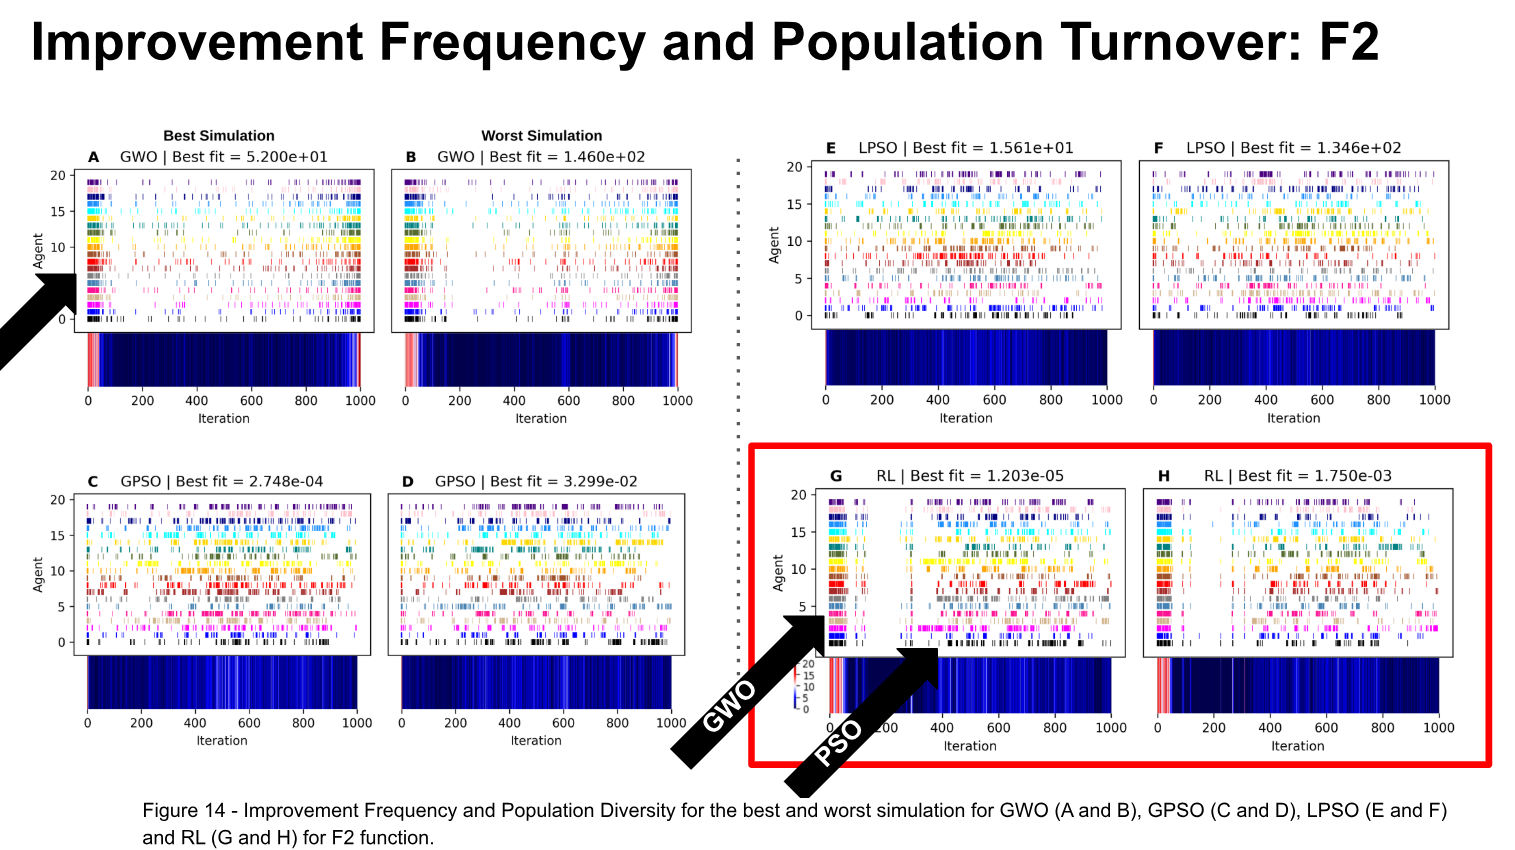 Improvement Frequency and Population Turnover: F2
Best Simulation
Worst Simulation
A GWO | Best fit = 5.200e+01
B GWO | Best fit = 1.460e+02
20
15
10
0
Agent
0 200 400 600 800 1000
Iteration
0 200 400 600 800 1000
Iteration
E LPSO | Best fit = 1.561e+01
F LPSO | Best fit = 1.346e+02
20
15
10
5
0
Agent
0 200 400 600 800 1000
Iteration
0 200 400 600 800 1000
Iteration
C GPSO | Best fit = 2.748e-04
D GPSO | Best fit = 3.299e-02
20
15
10
5
0
Agent
0 200 400 600 800 1000
Iteration
0 200 400 600 800 1000
Iteration
G RL | Best fit = 1.203e-05
H RL | Best fit = 1.750e-03
20
15
10
5
Agent
20
15
10
5
0
0 200 400 600 800 1000
Iteration
0 200 400 600 800 1000
Iteration
GWO
PSO
Figure 14 - Improvement Frequency and Population Diversity for the best and worst simulation for GWO (A and B), GPSO (C and D), LPSO (E and F)
and RL (G and H) for F2 function.